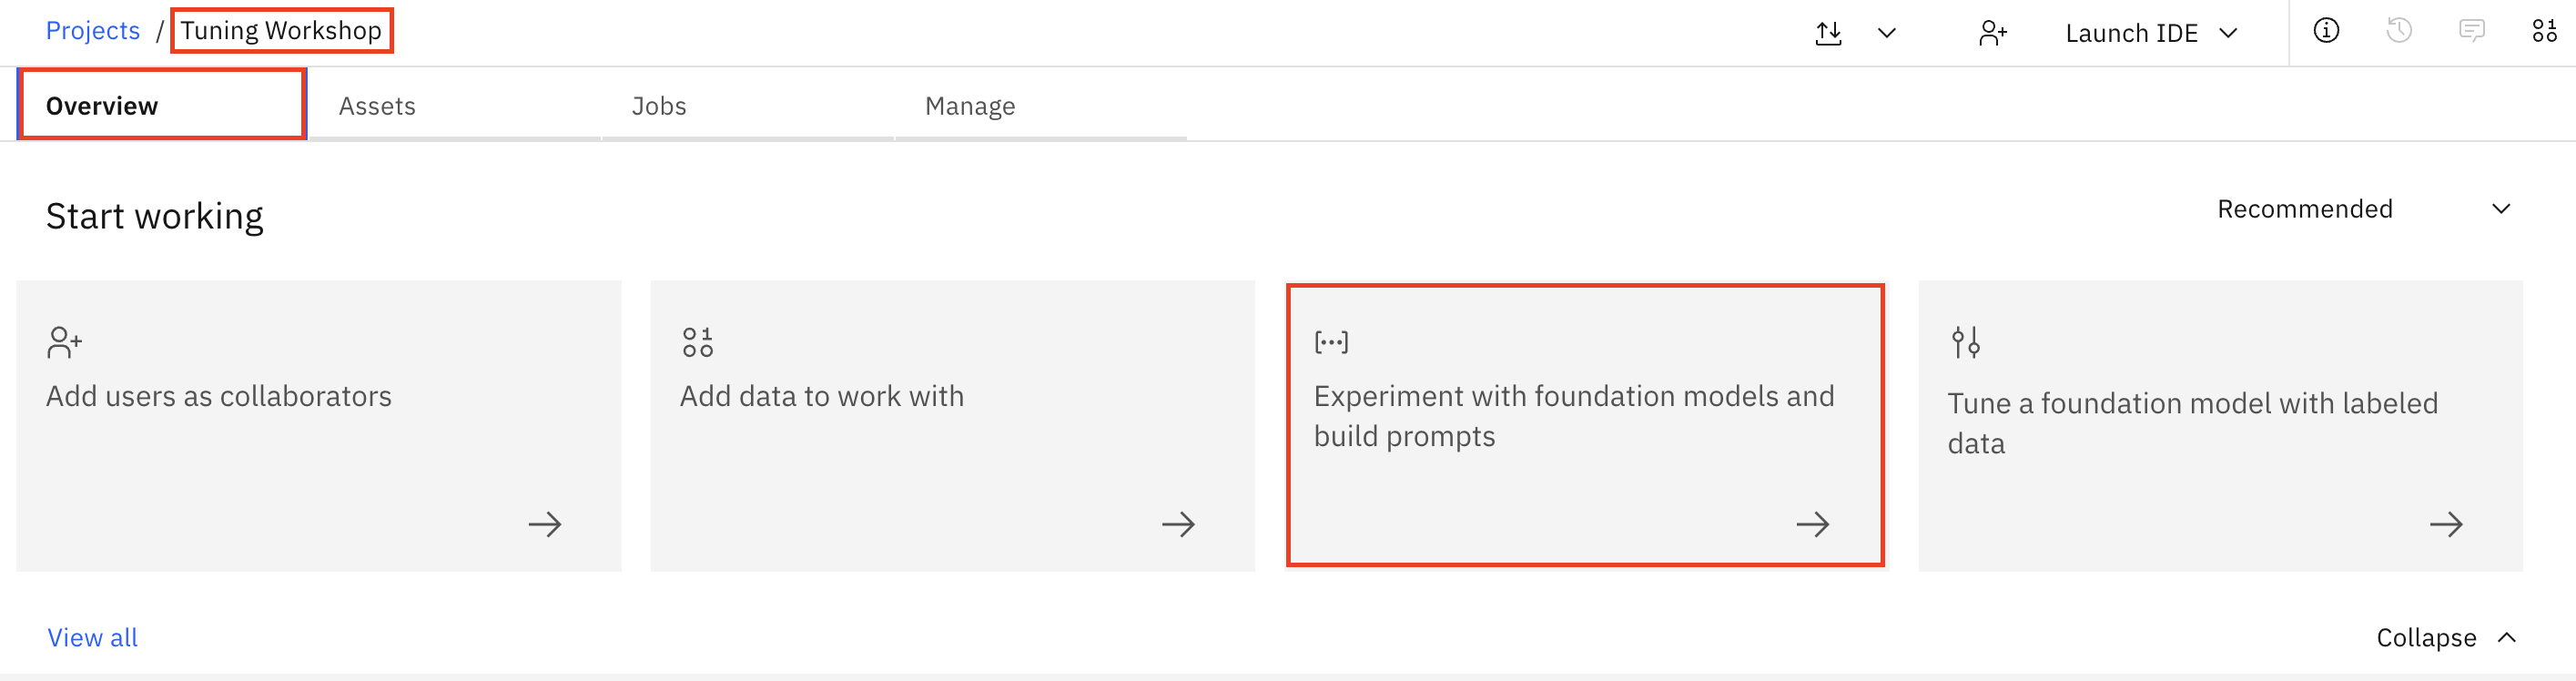 Projects / Tuning Workshop
Launch IDE
Overview
Assets
Jobs
Manage
Start working
Recommended
Add users as collaborators
Add data to work with
Experiment with foundation models and
build prompts
Tune a foundation model with labeled
data
View all
Collapse